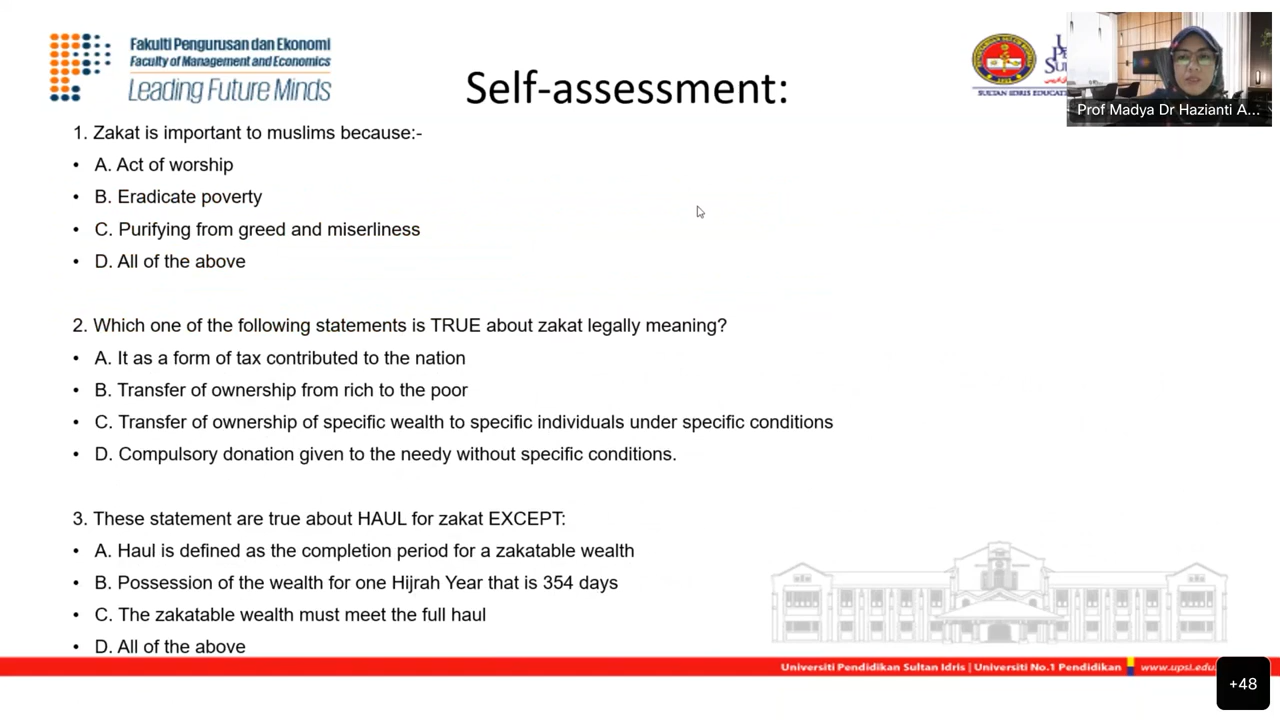 Fakulti Pengurusan dan Ekonomi
Faculty of Management and Economics
Leading Future Minds
Self-assessment:
SULTAN IDRIS EDUCAT
Prof Madya Dr Hazianti A...
1. Zakat is important to muslims because:-
• A. Act of worship
• B. Eradicate poverty
• C. Purifying from greed and miserliness
• D. All of the above
2. Which one of the following statements is TRUE about zakat legally meaning?
• A. It as a form of tax contributed to the nation
• B. Transfer of ownership from rich to the poor
• C. Transfer of ownership of specific wealth to specific individuals under specific conditions
• D. Compulsory donation given to the needy without specific conditions.
3. These statement are true about HAUL for zakat EXCEPT:
• A. Haul is defined as the completion period for a zakatable wealth
• B. Possession of the wealth for one Hijrah Year that is 354 days
• C. The zakatable wealth must meet the full haul
• D. All of the above
Universiti Pendidikan Sultan Idris | Universiti No.1 Pendidikan www.upsi.edu.
+48